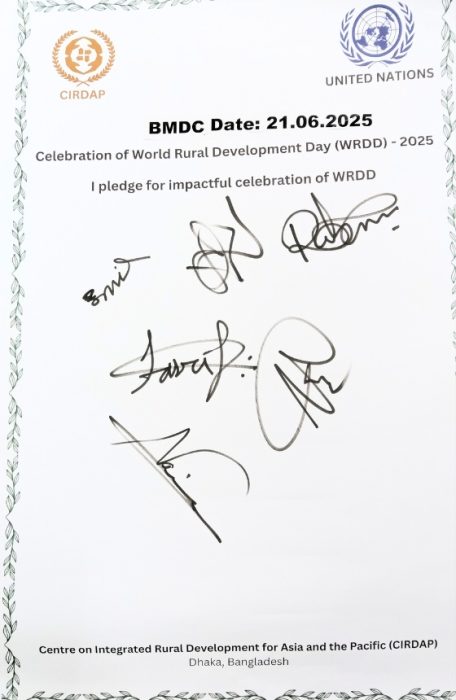 CIRDAP
UNITED NATIONS
BMDC Date: 21.06.2025
Celebration of World Rural Development Day (WRDD) - 2025
I pledge for impactful celebration of WRDD
Smit
Centre on Integrated Rural Development for Asia and the Pacific (CIRDAP)
Dhaka, Bangladesh